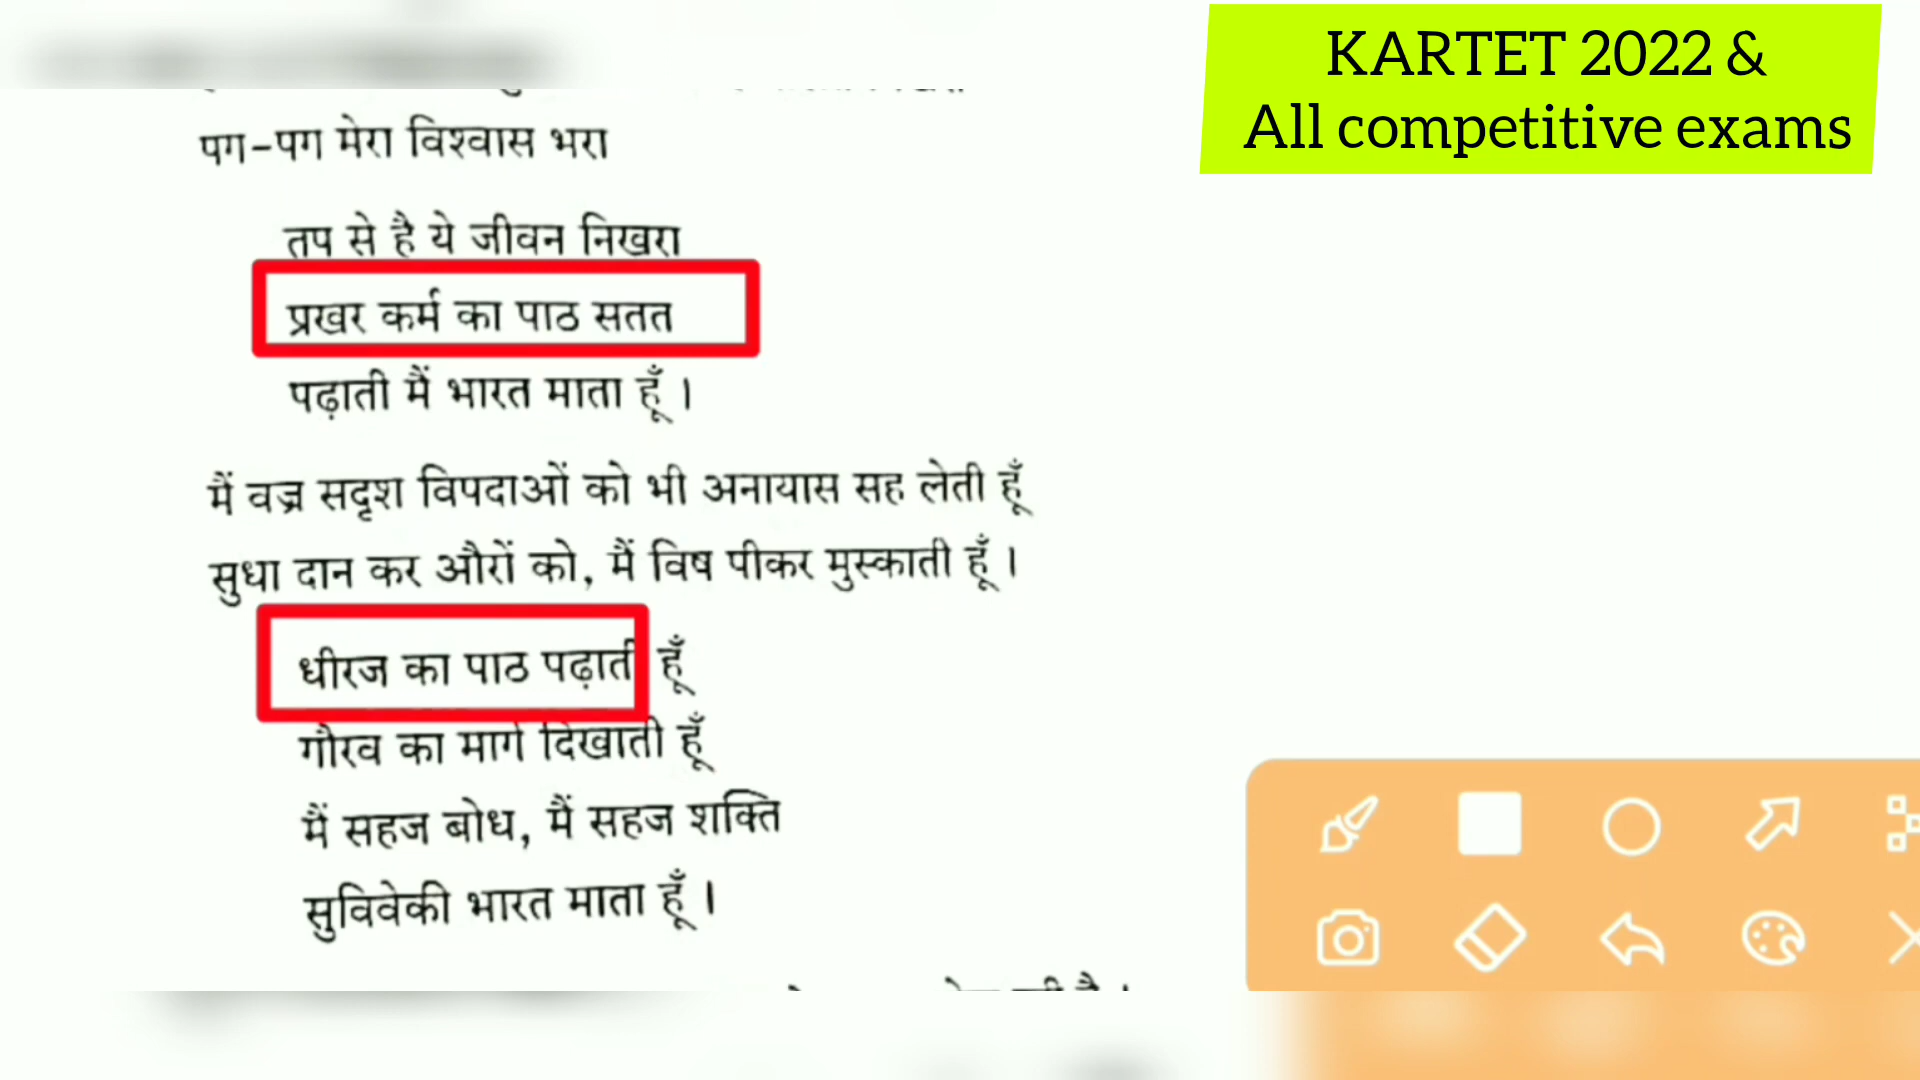 KARTET 2022 &
All competitive exams
पग-पग मेरा विश्वास भरा
तप से है ये जीवन निखरा
प्रखर कर्म का पाठ सतत
पढ़ाती मैं भारत माता हूँ ।
मैं वज्र सदृश विपदाओं को भी अनायास सह लेती हूँ
सुधा दान कर औरों को, मैं विष पीकर मुस्काती हूँ ।
धीरज का पाठ पढ़ाती हूँ
गौरव का मार्ग दिखाती हूँ
मैं सहज बोध, मैं सहज शक्ति
सुविवेकी भारत माता हूँ ।